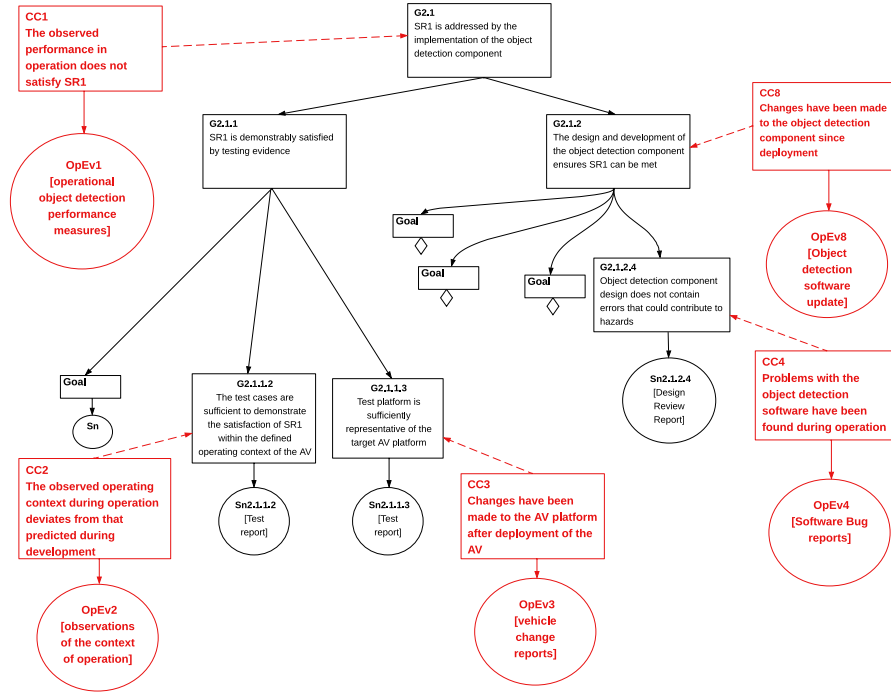 CC1
The observed
performance in
operation does not
satisfy SR1
G2.1
SR1 is addressed by the
implementation of the object
detection component
CC8
Changes have been made
to the object detection
component since
deployment
G2.1.1
SR1 is demonstrably satisfied
by testing evidence
G2.1.2
The design and development of
the object detection component
ensures SR1 can be met
OpEv1
[operational
object detection
performance
measures]
Goal
Goal
Goal
G2.1.2.4
Object detection component
design does not contain
errors that could contribute to
hazards
OpEv8
[Object
detection
software
update]
Goal
Sn
G2.1.1.2
The test cases are
sufficient to demonstrate
the satisfaction of SR1
within the defined
operating context of the AV
G2.1.1.3
Test platform is
sufficiently
representative of the
target AV platform
Sn2.1.2.4
[Design
Review
Report]
CC4
Problems with the
object detection
software have been
found during operation
CC2
The observed operating
context during operation
deviates from that
predicted during
development
Sn2.1.1.2
[Test
report]
Sn2.1.1.3
[Test
report]
CC3
Changes have been
made to the AV platform
after deployment of the
AV
OpEv4
[Software Bug
reports]
OpEv2
[observations
of the context
of operation]
OpEv3
[vehicle
change
reports]